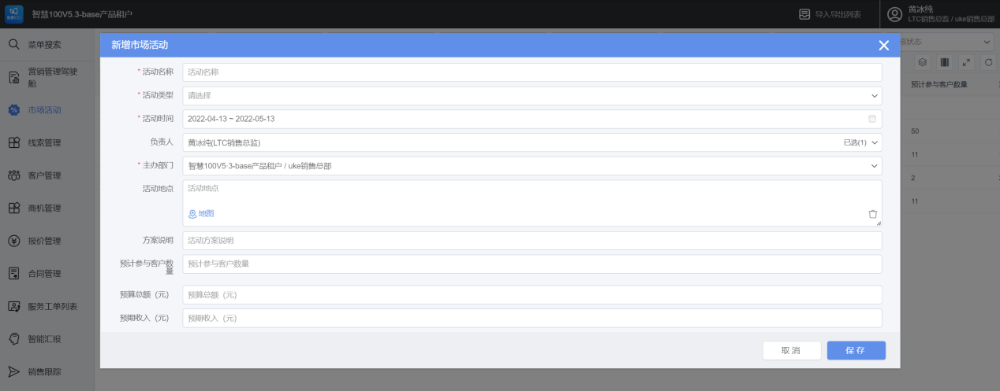 智慧100V5.3-base产品租户
导入导出列表
黄冰纯
LTC销售总监 / uke销售总部
菜单搜索
营销管理驾驶
舱
市场活动
线索管理
客户管理
商机管理
报价管理
合同管理
服务工单列表
智能汇报
销售跟踪
新增市场活动
* 活动名称
活动名称
* 活动类型
请选择
* 活动时间
2022-04-13 ~ 2022-05-13
负责人
黄冰纯(LTC销售总监)
已选(1)
* 主办部门
智慧100V5·3-base产品租户 / uke销售总部
活动地点
活动地点
地图
方案说明
活动方案说明
预计参与客户数
量
预计参与客户数量
预算总额（元）
预算总额（元）
预期收入（元）
预期收入（元）
取 消
保 存
状态
预计参与客户数量
50
11
2
11